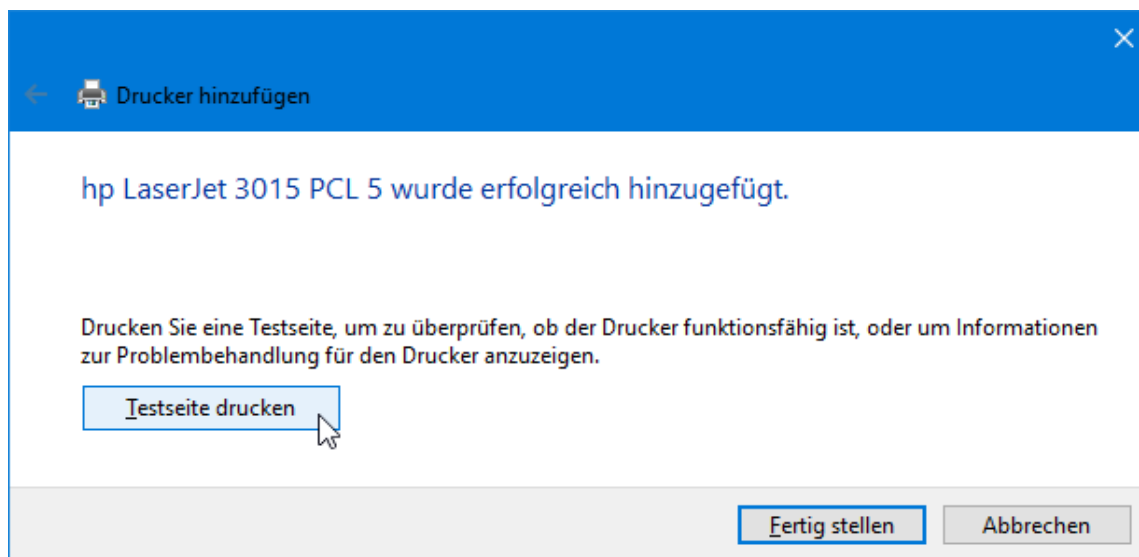 Drucker hinzufügen
hp LaserJet 3015 PCL 5 wurde erfolgreich hinzugefügt.
Drucken Sie eine Testseite, um zu überprüfen, ob der Drucker funktionsfähig ist, oder um Informationen
zur Problembehandlung für den Drucker anzuzeigen.
Testseite drucken
Fertig stellen Abbrechen